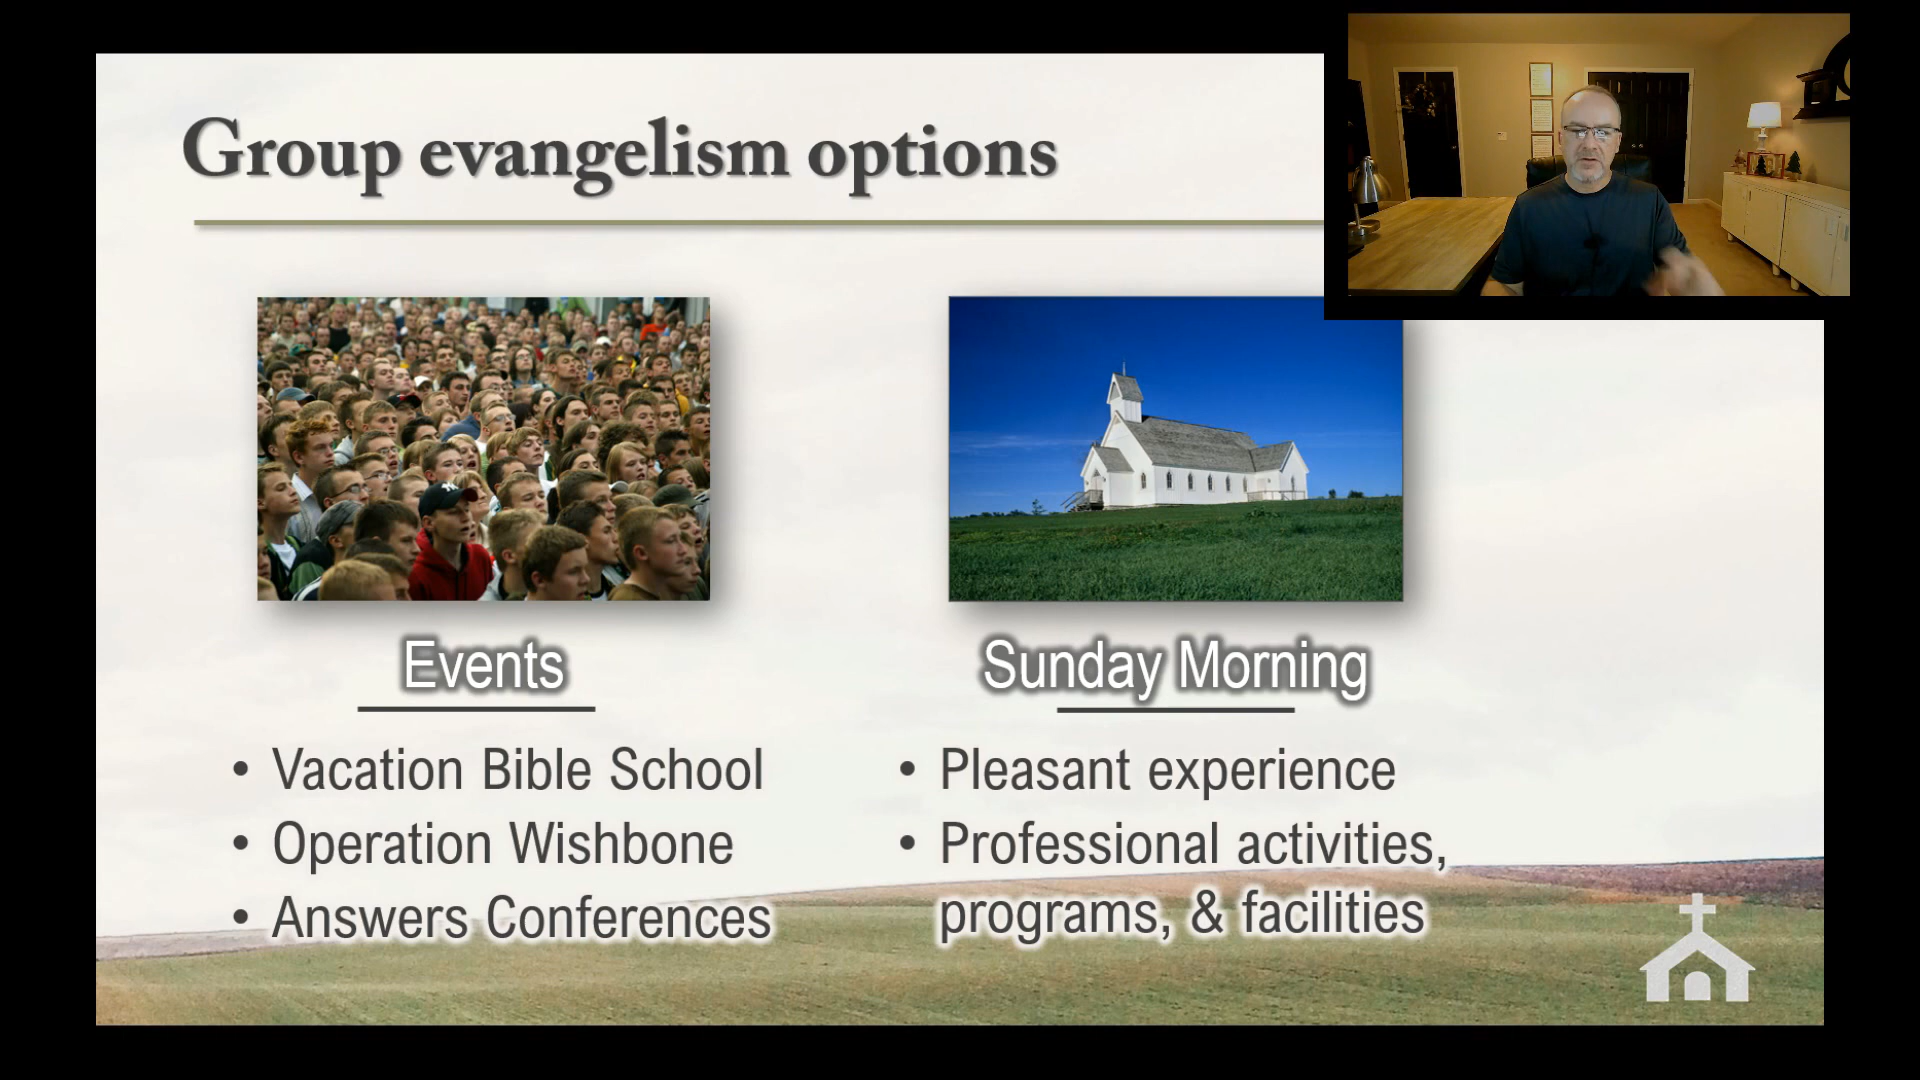 Group evangelism options
Events
• Vacation Bible School
• Operation Wishbone
• Answers Conferences
Sunday Morning
• Pleasant experience
• Professional activities,
programs, & facilities